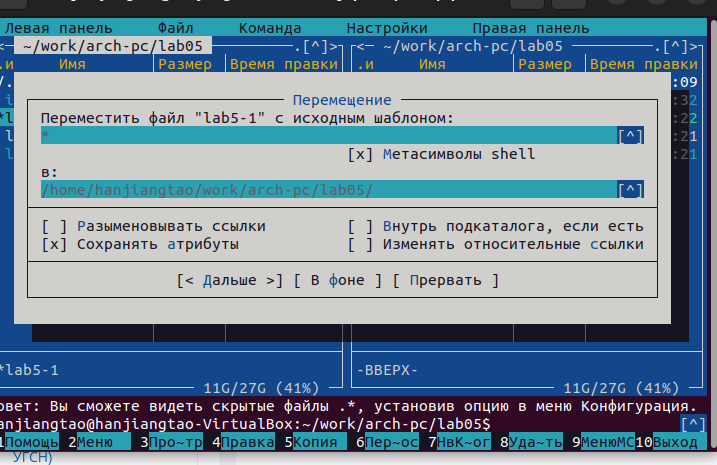 Левая панель Файл Команда Настройки Правая панель
<─ ~/work/arch-pc/lab05 ─.[^]>
<─ ~/work/arch-pc/lab05 ─.[^]>
.и Имя Размер Время правки
.и Имя Размер Время правки
/. :09
:32
*l :22
l :21
l :21
Перемещение
Переместить файл "lab5-1" с исходным шаблоном:
* [^]
[x] Метасимволы shell
в:
/home/hanjiangtao/work/arch-pc/lab05/ [^]
[ ] Разыменовывать ссылки [ ] Внутрь подкаталога, если есть
[x] Сохранять атрибуты [ ] Изменять относительные ссылки
[< Дальше >] [ В фоне ] [ Прервать ]
*lab5-1 -ВВЕРХ-
11G/27G (41%) 11G/27G (41%)
овет: Вы сможете видеть скрытые файлы .*, установив опцию в меню Конфигурация.
anjiangtao@hanjiangtao-VirtualBox:~/work/arch-pc/lab05$ [^]
1Помощь 2Меню 3Про~тр 4Правка 5Копия 6Пер~ос 7НвК~ог 8Уда~ть 9МенюMC 10Выход
УГСН)